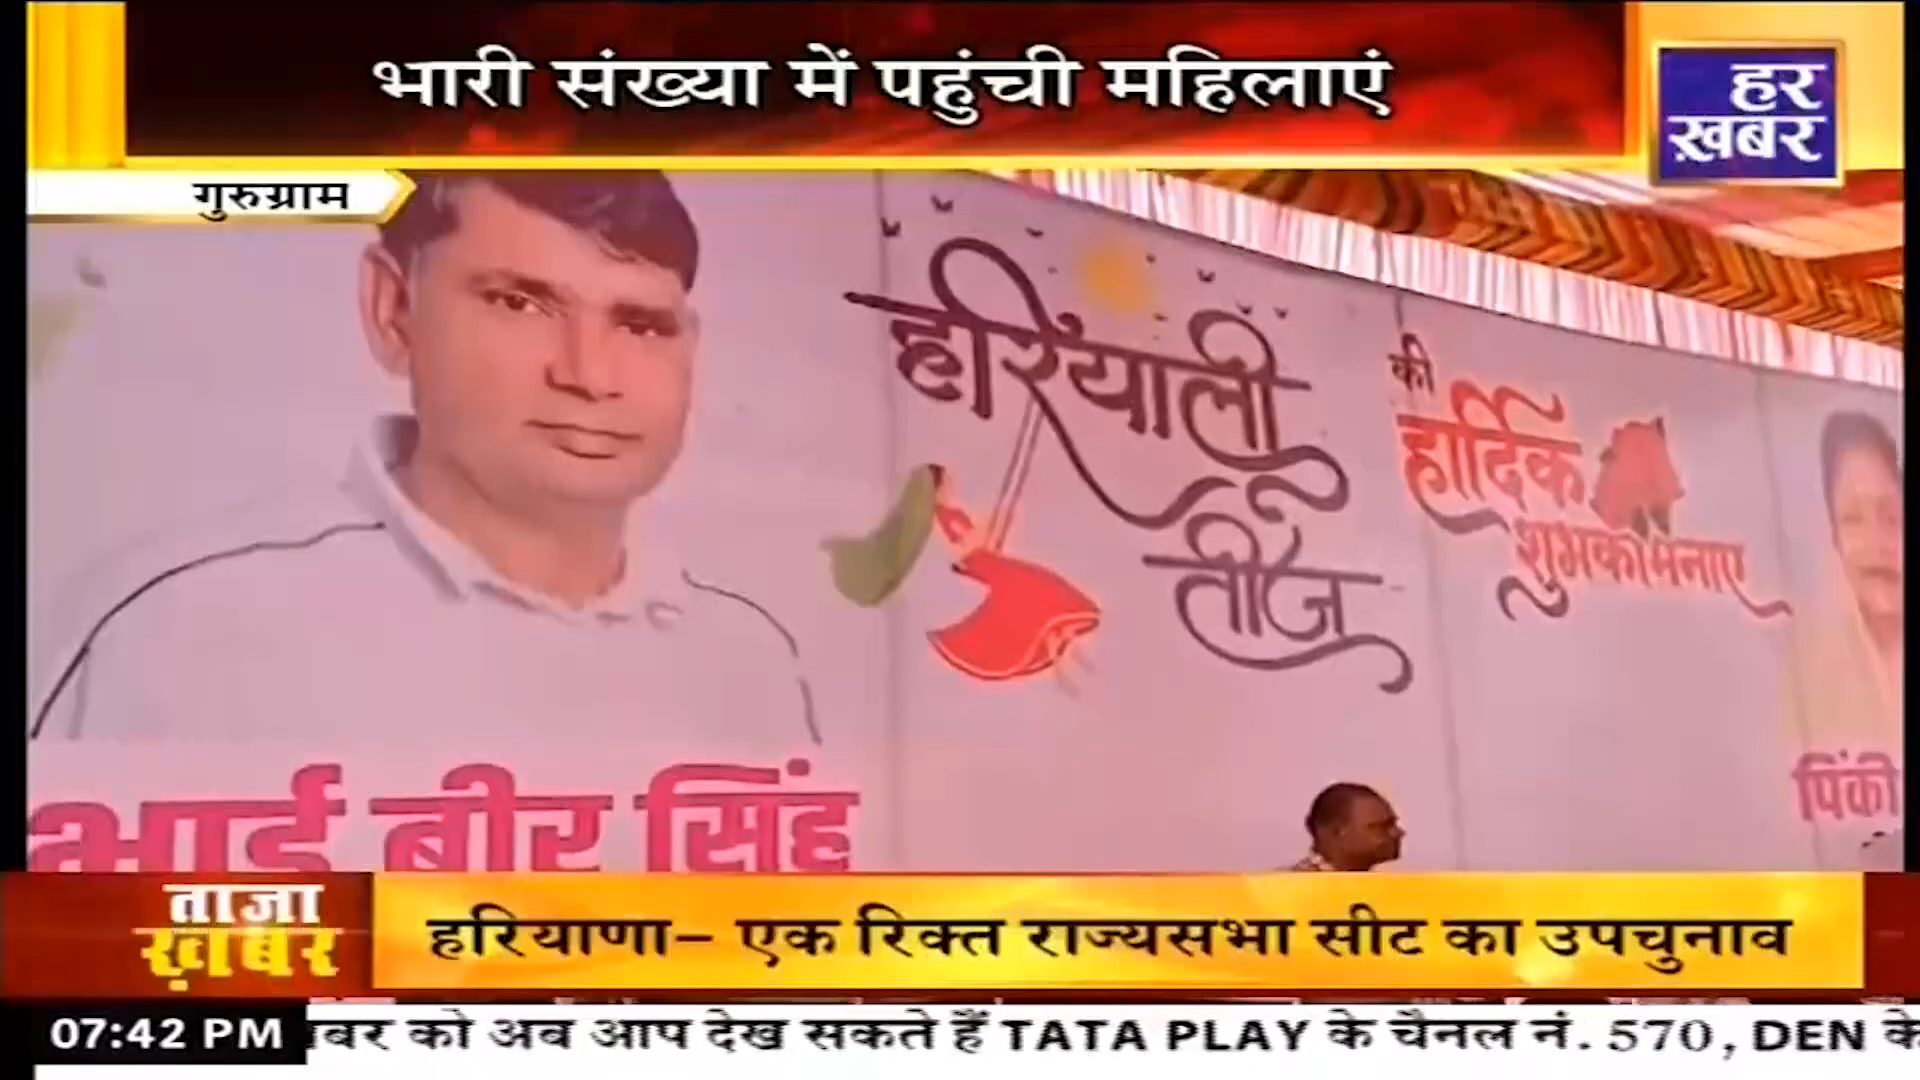 भारी संख्या में पहुंची महिलाएं
हर
ख़बर
गुरुग्राम
हरियाली
तीज
की
हार्दिक
शुभकामनाए
भाई बीर सिंह
पिंकी
ताजा
ख़बर
हरियाणा– एक रिक्त राज्यसभा सीट का उपचुनाव
07:42 PM
बर को अब आप देख सकते हैं TATA PLAY के चैनल नं. 570, DEN के